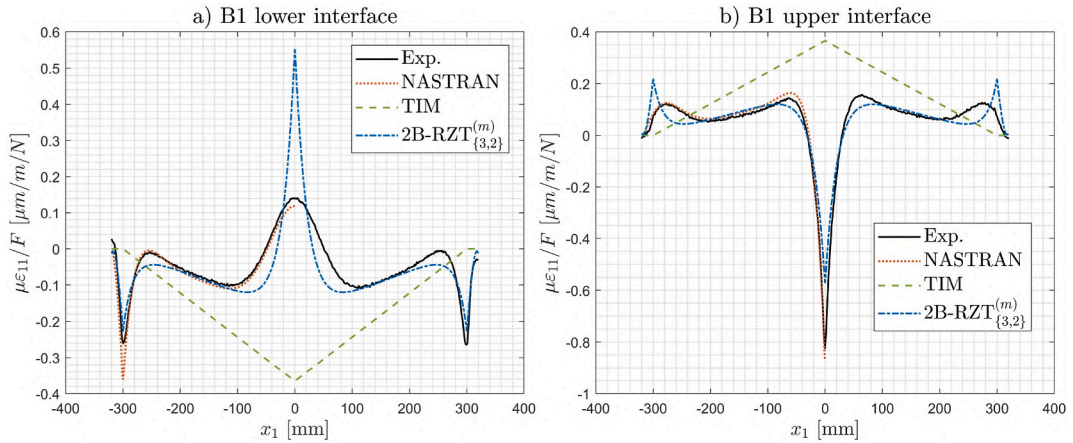 a) B1 lower interface
0.6
0.5
0.4
0.3
0.2
0.1
0
-0.1
-0.2
-0.3
-0.4
με₁₁/F [μm/m/N]
Exp.
NASTRAN
TIM
2B-RZT{3,2}(m)
-400 -300 -200 -100 0 100 200 300 400
x₁ [mm]
b) B1 upper interface
0.4
0.2
0
-0.2
-0.4
-0.6
-0.8
-1
με₁₁/F [μm/m/N]
Exp.
NASTRAN
TIM
2B-RZT{3,2}(m)
-400 -300 -200 -100 0 100 200 300 400
x₁ [mm]